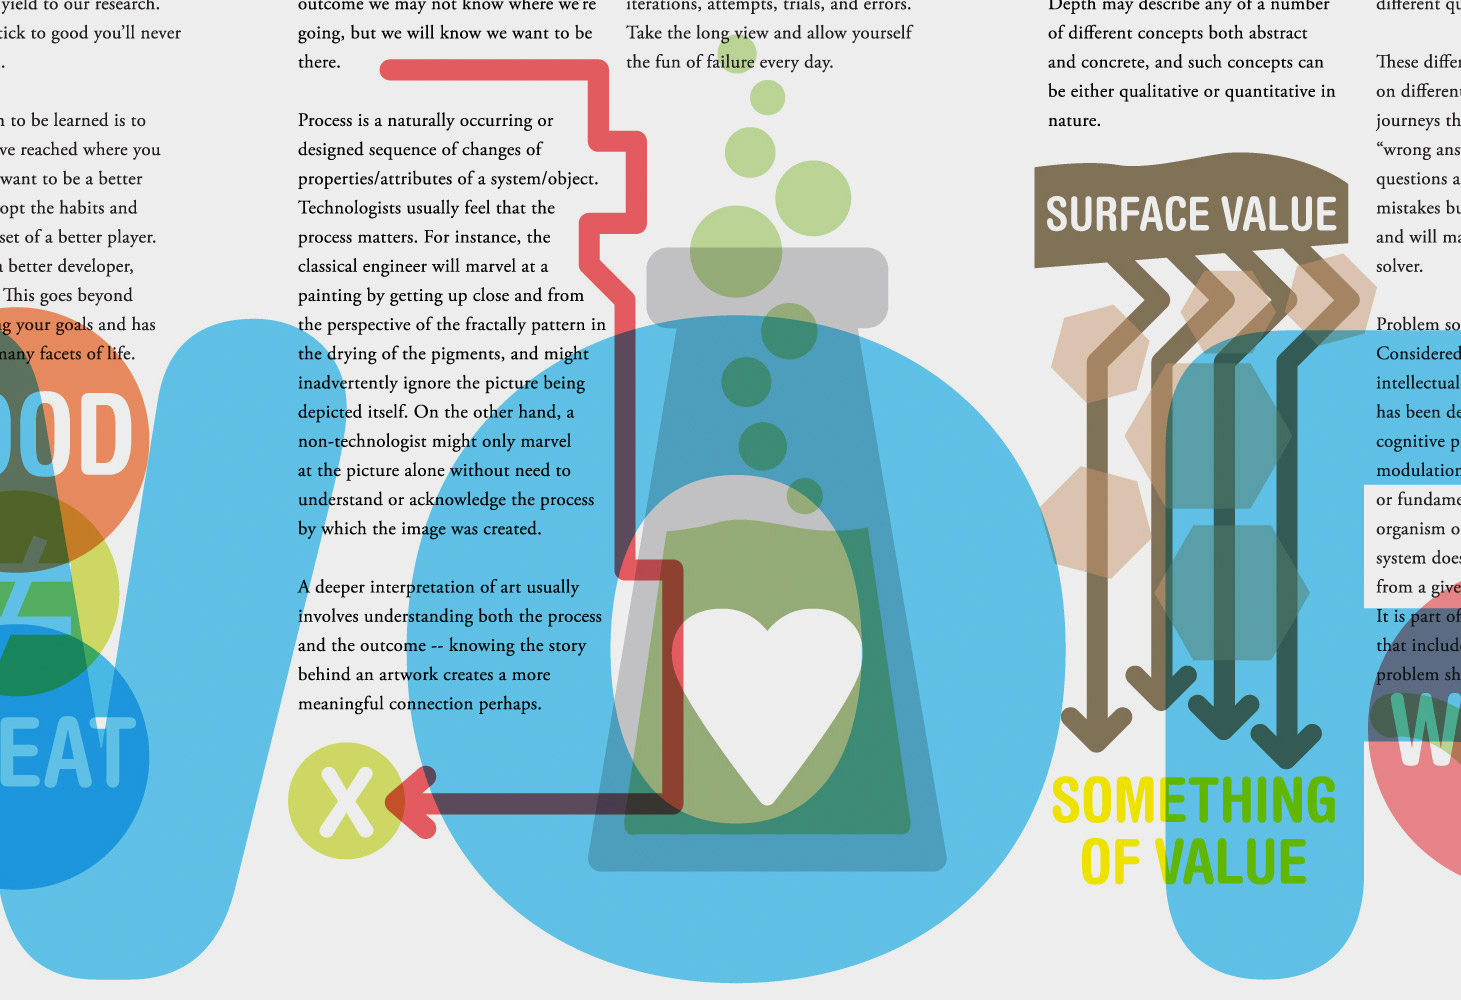 yield to our research.
tick to good you'll never
n to be learned is to
ve reached where you
want to be a better
opt the habits and
set of a better player.
a better developer,
This goes beyond
ng your goals and has
many facets of life.
OOD
≠
EAT
outcome we may not know where we're
going, but we will know we want to be
there.
Process is a naturally occurring or
designed sequence of changes of
properties/attributes of a system/object.
Technologists usually feel that the
process matters. For instance, the
classical engineer will marvel at a
painting by getting up close and from
the perspective of the fractally pattern in
the drying of the pigments, and might
inadvertently ignore the picture being
depicted itself. On the other hand, a
non-technologist might only marvel
at the picture alone without need to
understand or acknowledge the process
by which the image was created.
A deeper interpretation of art usually
involves understanding both the process
and the outcome -- knowing the story
behind an artwork creates a more
meaningful connection perhaps.
X
iterations, attempts, trials, and errors.
Take the long view and allow yourself
the fun of failure every day.
Depth may describe any of a number
of different concepts both abstract
and concrete, and such concepts can
be either qualitative or quantitative in
nature.
SURFACE VALUE
SOMETHING
OF VALUE
different qu
These differ
on different
journeys th
“wrong ans
questions a
mistakes bu
and will ma
solver.
Problem so
Considered
intellectual
has been de
cognitive p
modulation
or fundame
organism o
system does
from a give
It is part of
that includ
problem sh
W